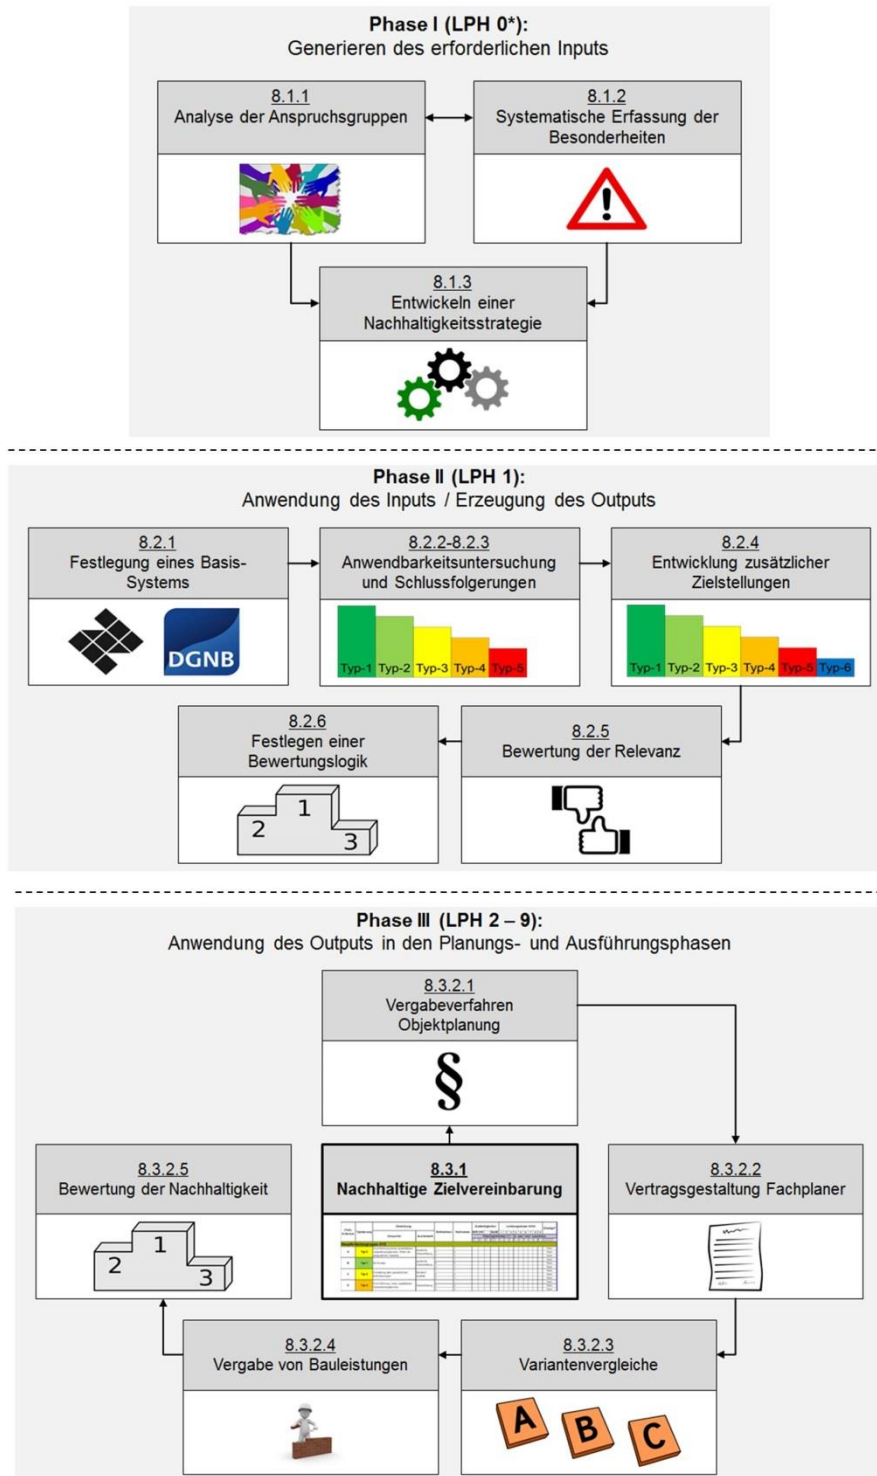 Phase I (LPH 0*):
Generieren des erforderlichen Inputs
8.1.1
Analyse der Anspruchsgruppen
8.1.2
Systematische Erfassung der
Besonderheiten
8.1.3
Entwickeln einer
Nachhaltigkeitsstrategie
Phase II (LPH 1):
Anwendung des Inputs / Erzeugung des Outputs
8.2.1
Festlegung eines Basis-
Systems
DGNB
8.2.2-8.2.3
Anwendbarkeitsuntersuchung
und Schlussfolgerungen
Typ-1 Typ-2 Typ-3 Typ-4 Typ-5
8.2.4
Entwicklung zusätzlicher
Zielstellungen
Typ-1 Typ-2 Typ-3 Typ-4 Typ-5 Typ-6
8.2.6
Festlegen einer
Bewertungslogik
1
2
3
8.2.5
Bewertung der Relevanz
Phase III (LPH 2 – 9):
Anwendung des Outputs in den Planungs- und Ausführungsphasen
8.3.2.1
Vergabeverfahren
Objektplanung
§
8.3.2.5
Bewertung der Nachhaltigkeit
1
2
3
8.3.1
Nachhaltige Zielvereinbarung
8.3.2.2
Vertragsgestaltung Fachplaner
8.3.2.4
Vergabe von Bauleistungen
8.3.2.3
Variantenvergleiche
A B C